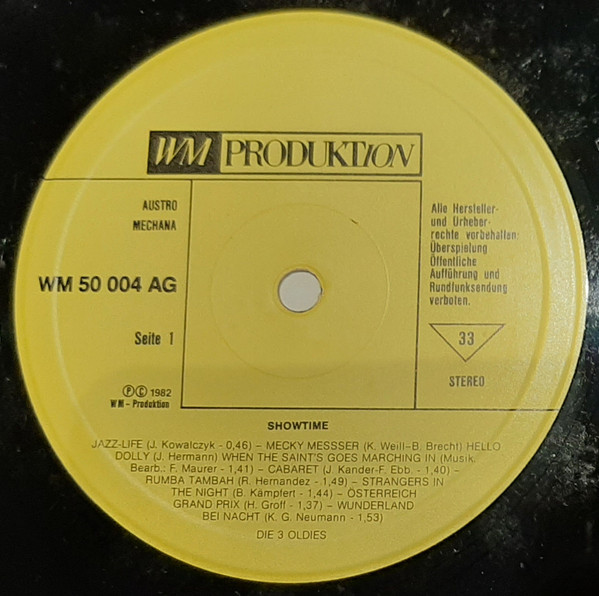 WM PRODUKTION
AUSTRO
MECHANA
WM 50 004 AG
Seite 1
Ⓟ Ⓒ 1982
WM - Produktion
Alle Hersteller-
und Urheber-
rechte vorbehalten:
Überspielung
Öffentliche
Aufführung und
Rundfunksendung
verboten.
33
STEREO
SHOWTIME
JAZZ-LIFE (J. Kowalczyk - 0,46) – MECKY MESSSER (K. Weill–B. Brecht) HELLO
DOLLY (J. Hermann) WHEN THE SAINT'S GOES MARCHING IN (Musik.
Bearb.: F. Maurer - 1,41) – CABARET (J. Kander-F. Ebb. - 1,40) –
RUMBA TAMBAH (R. Hernandez - 1,49) – STRANGERS IN
THE NIGHT (B. Kämpfert - 1,44) – ÖSTERREICH
GRAND PRIX (H. Groff - 1,37) – WUNDERLAND
BEI NACHT (K. G. Neumann - 1,53)
DIE 3 OLDIES